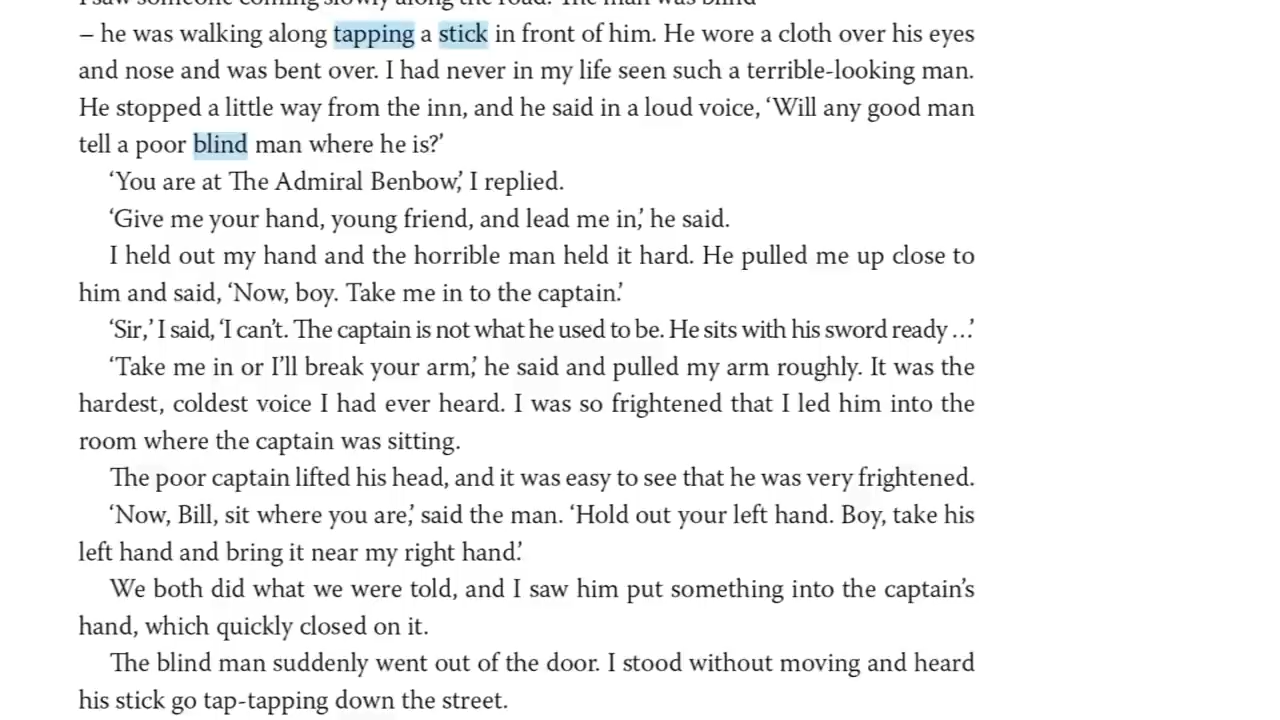 I saw someone coming slowly along the road. The man was blind
– he was walking along tapping a stick in front of him. He wore a cloth over his eyes
and nose and was bent over. I had never in my life seen such a terrible-looking man.
He stopped a little way from the inn, and he said in a loud voice, ‘Will any good man
tell a poor blind man where he is?’
‘You are at The Admiral Benbow,’ I replied.
‘Give me your hand, young friend, and lead me in,’ he said.
I held out my hand and the horrible man held it hard. He pulled me up close to
him and said, ‘Now, boy. Take me in to the captain.’
‘Sir,’ I said, ‘I can’t. The captain is not what he used to be. He sits with his sword ready …’
‘Take me in or I’ll break your arm,’ he said and pulled my arm roughly. It was the
hardest, coldest voice I had ever heard. I was so frightened that I led him into the
room where the captain was sitting.
The poor captain lifted his head, and it was easy to see that he was very frightened.
‘Now, Bill, sit where you are,’ said the man. ‘Hold out your left hand. Boy, take his
left hand and bring it near my right hand.’
We both did what we were told, and I saw him put something into the captain’s
hand, which quickly closed on it.
The blind man suddenly went out of the door. I stood without moving and heard
his stick go tap-tapping down the street.